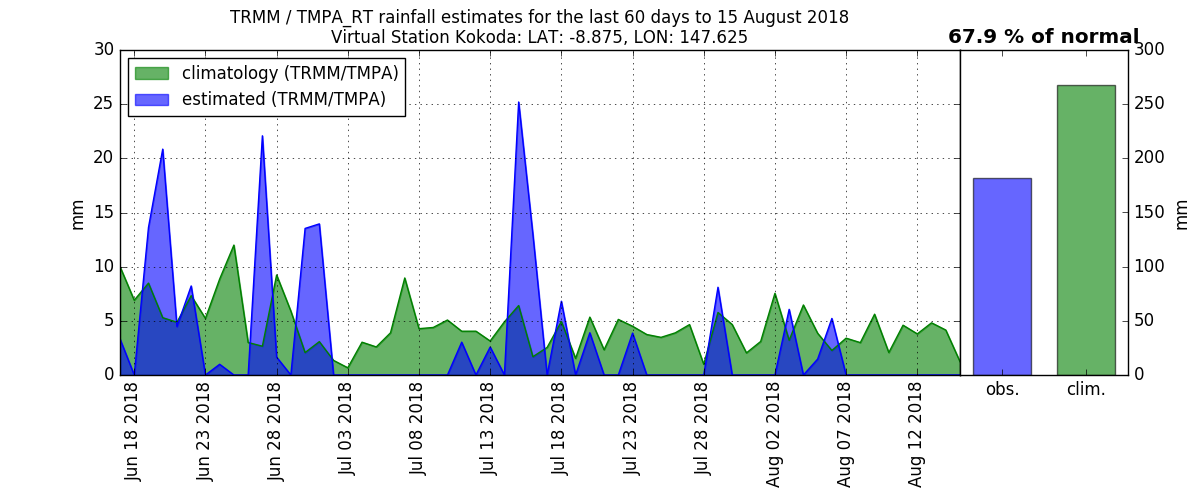 TRMM / TMPA_RT rainfall estimates for the last 60 days to 15 August 2018
Virtual Station Kokoda: LAT: -8.875, LON: 147.625
67.9 % of normal
climatology (TRMM/TMPA)
estimated (TRMM/TMPA)
30
25
20
15
10
5
0
mm
Jun 18 2018
Jun 23 2018
Jun 28 2018
Jul 03 2018
Jul 08 2018
Jul 13 2018
Jul 18 2018
Jul 23 2018
Jul 28 2018
Aug 02 2018
Aug 07 2018
Aug 12 2018
300
250
200
150
100
50
0
mm
obs.
clim.